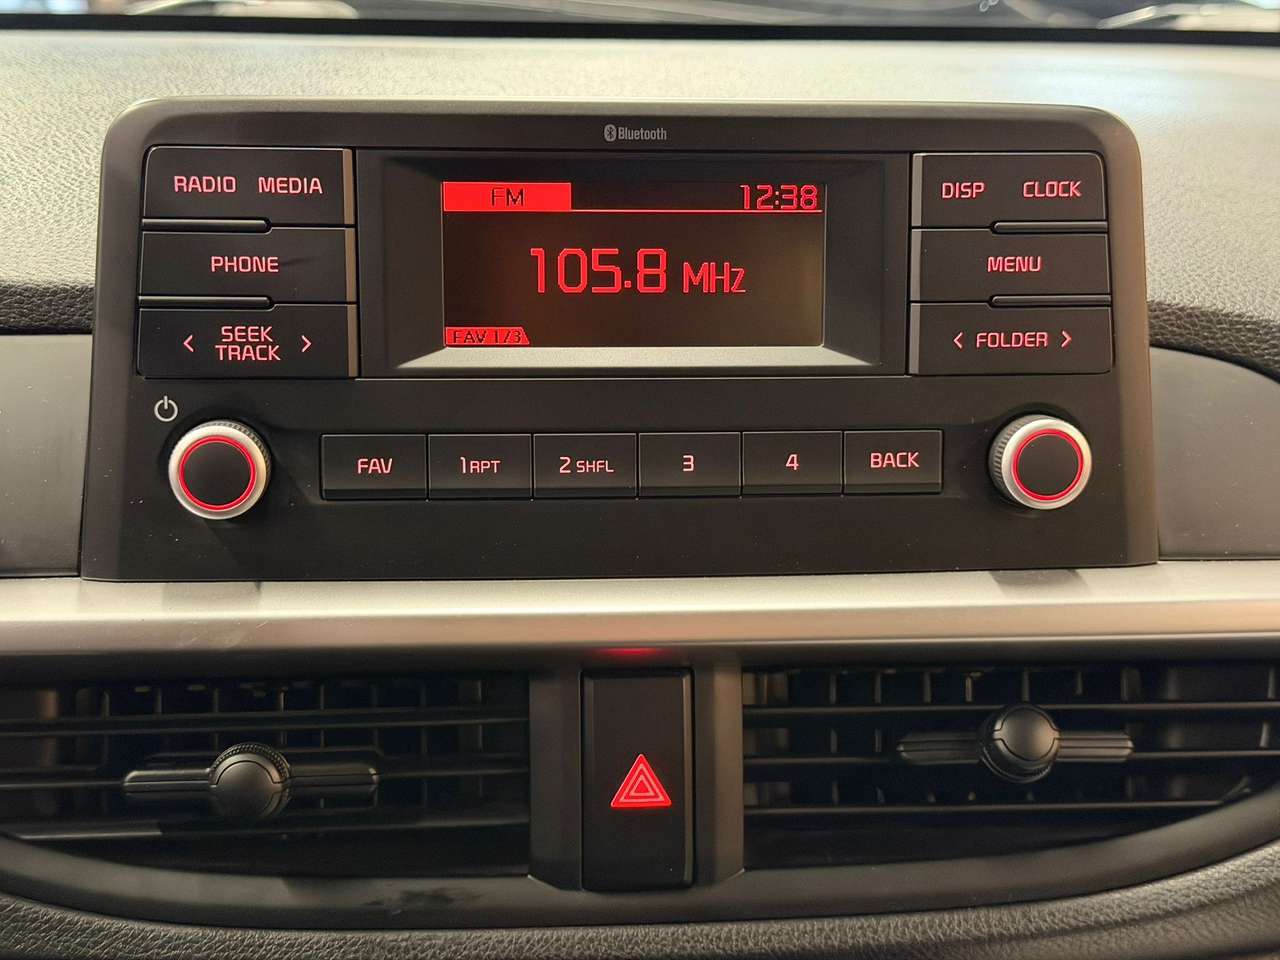 Bluetooth
RADIO MEDIA
PHONE
< SEEK TRACK >
FM 12:38
105.8 MHz
FAV 1/3
DISP CLOCK
MENU
< FOLDER >
FAV 1 RPT 2 SHFL 3 4 BACK